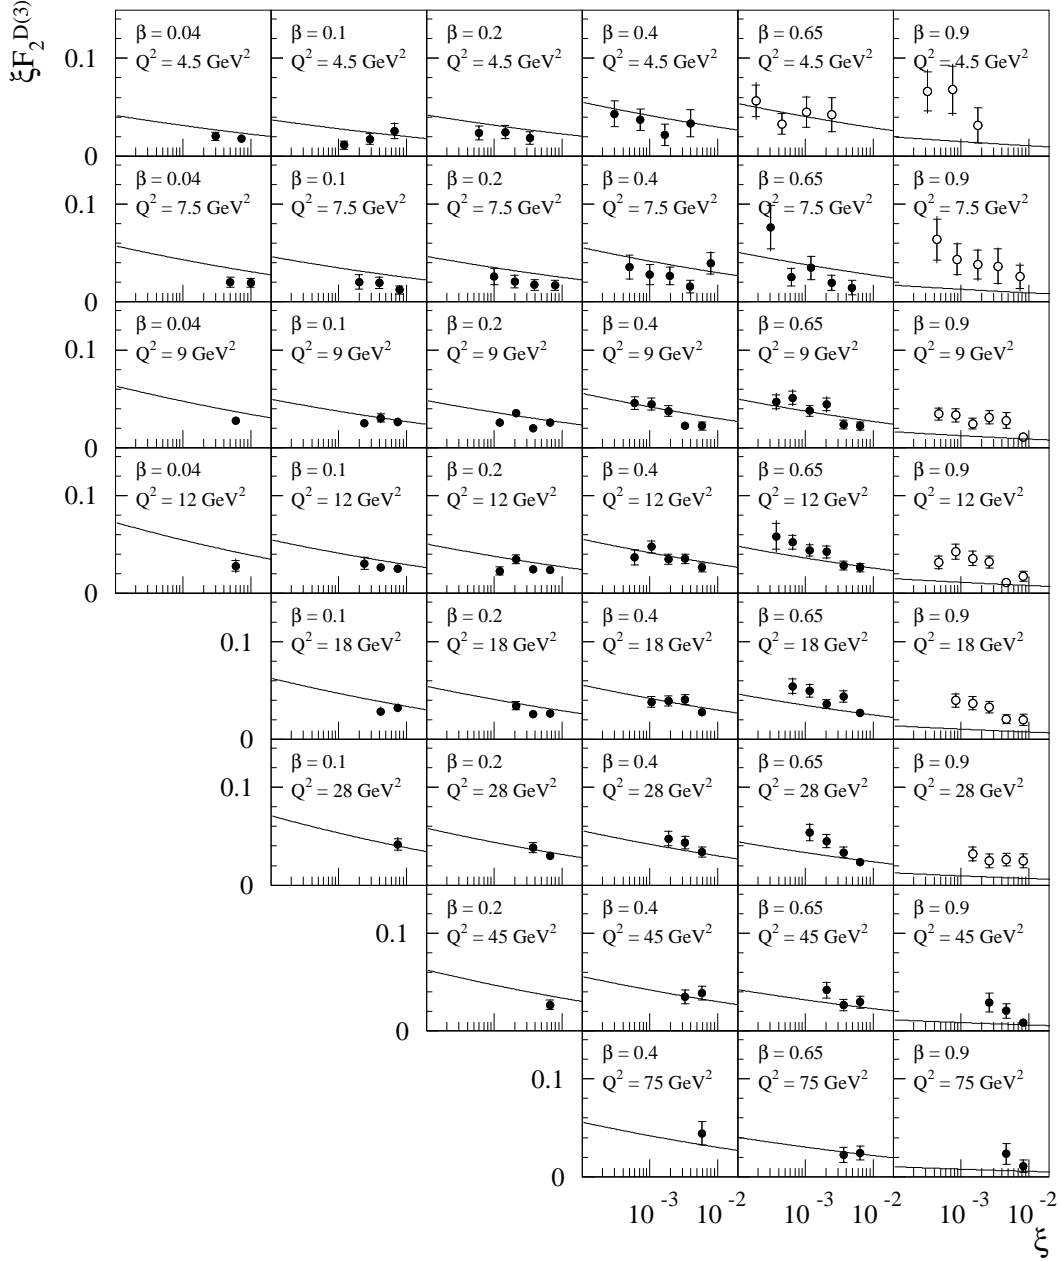 ξF₂ᴰ⁽³⁾
β = 0.04 β = 0.1 β = 0.2 β = 0.4 β = 0.65 β = 0.9
0.1 Q² = 4.5 GeV² Q² = 4.5 GeV² Q² = 4.5 GeV² Q² = 4.5 GeV² Q² = 4.5 GeV² Q² = 4.5 GeV²
0
β = 0.04 β = 0.1 β = 0.2 β = 0.4 β = 0.65 β = 0.9
0.1 Q² = 7.5 GeV² Q² = 7.5 GeV² Q² = 7.5 GeV² Q² = 7.5 GeV² Q² = 7.5 GeV² Q² = 7.5 GeV²
0
β = 0.04 β = 0.1 β = 0.2 β = 0.4 β = 0.65 β = 0.9
0.1 Q² = 9 GeV² Q² = 9 GeV² Q² = 9 GeV² Q² = 9 GeV² Q² = 9 GeV² Q² = 9 GeV²
0
β = 0.04 β = 0.1 β = 0.2 β = 0.4 β = 0.65 β = 0.9
0.1 Q² = 12 GeV² Q² = 12 GeV² Q² = 12 GeV² Q² = 12 GeV² Q² = 12 GeV² Q² = 12 GeV²
0
β = 0.1 β = 0.2 β = 0.4 β = 0.65 β = 0.9
0.1 Q² = 18 GeV² Q² = 18 GeV² Q² = 18 GeV² Q² = 18 GeV² Q² = 18 GeV²
0
β = 0.1 β = 0.2 β = 0.4 β = 0.65 β = 0.9
0.1 Q² = 28 GeV² Q² = 28 GeV² Q² = 28 GeV² Q² = 28 GeV² Q² = 28 GeV²
0
β = 0.2 β = 0.4 β = 0.65 β = 0.9
0.1 Q² = 45 GeV² Q² = 45 GeV² Q² = 45 GeV² Q² = 45 GeV²
0
β = 0.4 β = 0.65 β = 0.9
0.1 Q² = 75 GeV² Q² = 75 GeV² Q² = 75 GeV²
0
10⁻³ 10⁻² 10⁻³ 10⁻² 10⁻³ 10⁻²
ξ